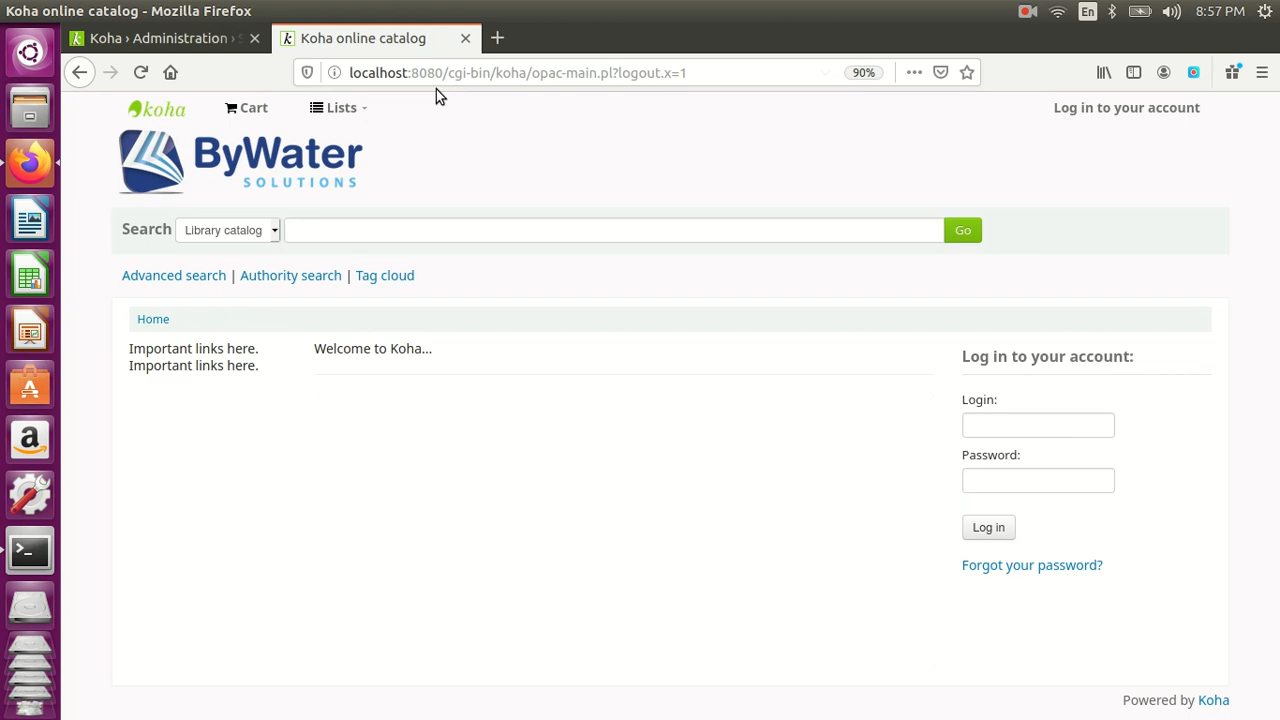 Koha online catalog - Mozilla Firefox
En
8:57 PM
Koha › Administration ›
Koha online catalog
localhost:8080/cgi-bin/koha/opac-main.pl?logout.x=1
90%
koha
Cart
Lists
Log in to your account
ByWater
SOLUTIONS
Search
Library catalog
Go
Advanced search | Authority search | Tag cloud
Home
Important links here.
Important links here.
Welcome to Koha...
Log in to your account:
Login:
Password:
Log in
Forgot your password?
Powered by Koha